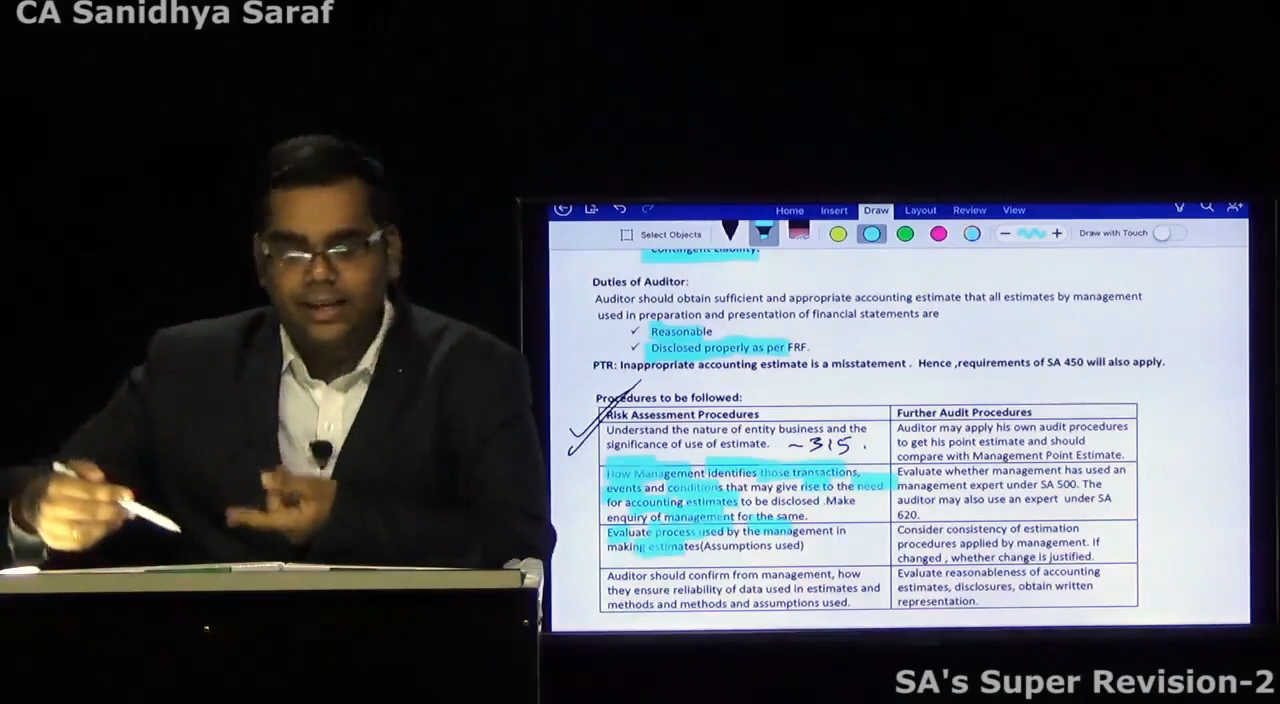 CA Sanidhya Saraf
Home Insert Draw Layout Review View
Select Objects
Draw with Touch
Contingent Liability.
Duties of Auditor:
Auditor should obtain sufficient and appropriate accounting estimate that all estimates by management
used in preparation and presentation of financial statements are
✓ Reasonable
✓ Disclosed properly as per FRF.
PTR: Inappropriate accounting estimate is a misstatement . Hence ,requirements of SA 450 will also apply.
Procedures to be followed:
Risk Assessment Procedures
Understand the nature of entity business and the
significance of use of estimate. ~315.
How Management identifies those transactions,
events and conditions that may give rise to the need
for accounting estimates to be disclosed .Make
enquiry of management for the same.
Evaluate process used by the management in
making estimates(Assumptions used)
Auditor should confirm from management, how
they ensure reliability of data used in estimates and
methods and methods and assumptions used.
Further Audit Procedures
Auditor may apply his own audit procedures
to get his point estimate and should
compare with Management Point Estimate.
Evaluate whether management has used an
management expert under SA 500. The
auditor may also use an expert under SA
620.
Consider consistency of estimation
procedures applied by management. If
changed , whether change is justified.
Evaluate reasonableness of accounting
estimates, disclosures, obtain written
representation.
SA's Super Revision-2